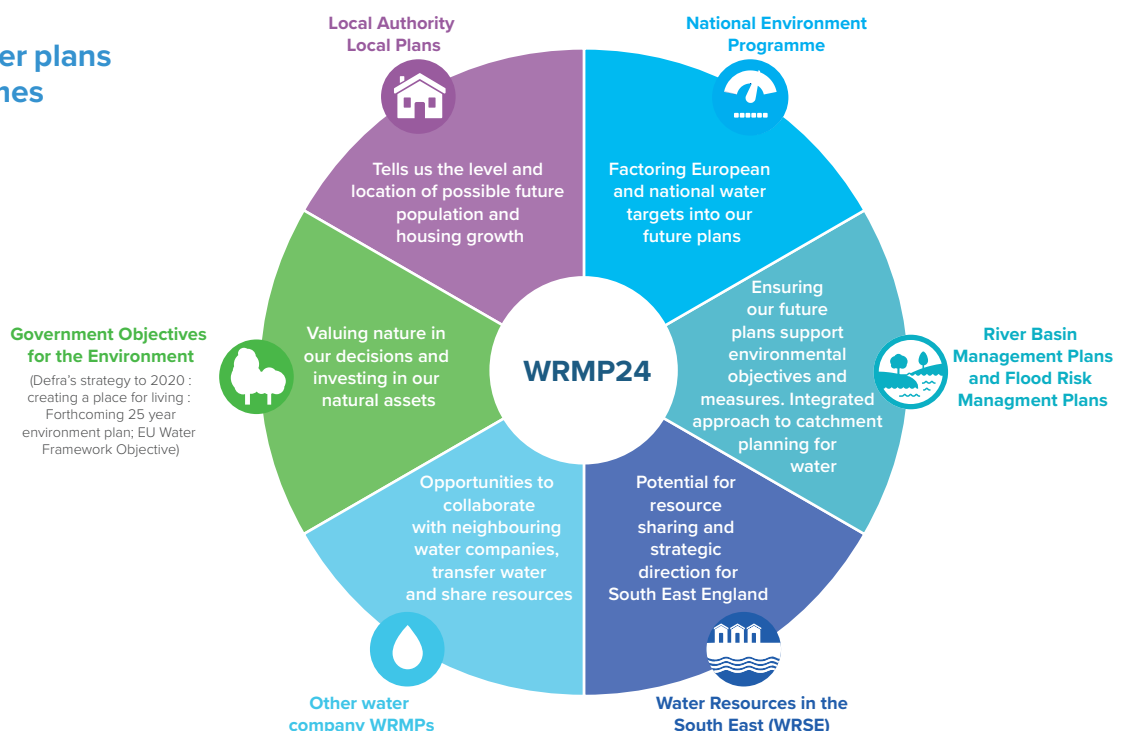 er plans
nes
Local Authority
Local Plans
National Environment
Programme
Tells us the level and
location of possible future
population and
housing growth
Factoring European
and national water
targets into our
future plans
Ensuring
our future
plans support
environmental
objectives and
measures. Integrated
approach to catchment
planning for
water
River Basin
Management Plans
and Flood Risk
Managment Plans
Government Objectives
for the Environment
(Defra's strategy to 2020 :
creating a place for living :
Forthcoming 25 year
environment plan; EU Water
Framework Objective)
Valuing nature in
our decisions and
investing in our
natural assets
WRMP24
Opportunities to
collaborate
with neighbouring
water companies,
transfer water
and share resources
Potential for
resource
sharing and
strategic
direction for
South East England
Other water
company WRMPs
Water Resources in the
South East (WRSE)